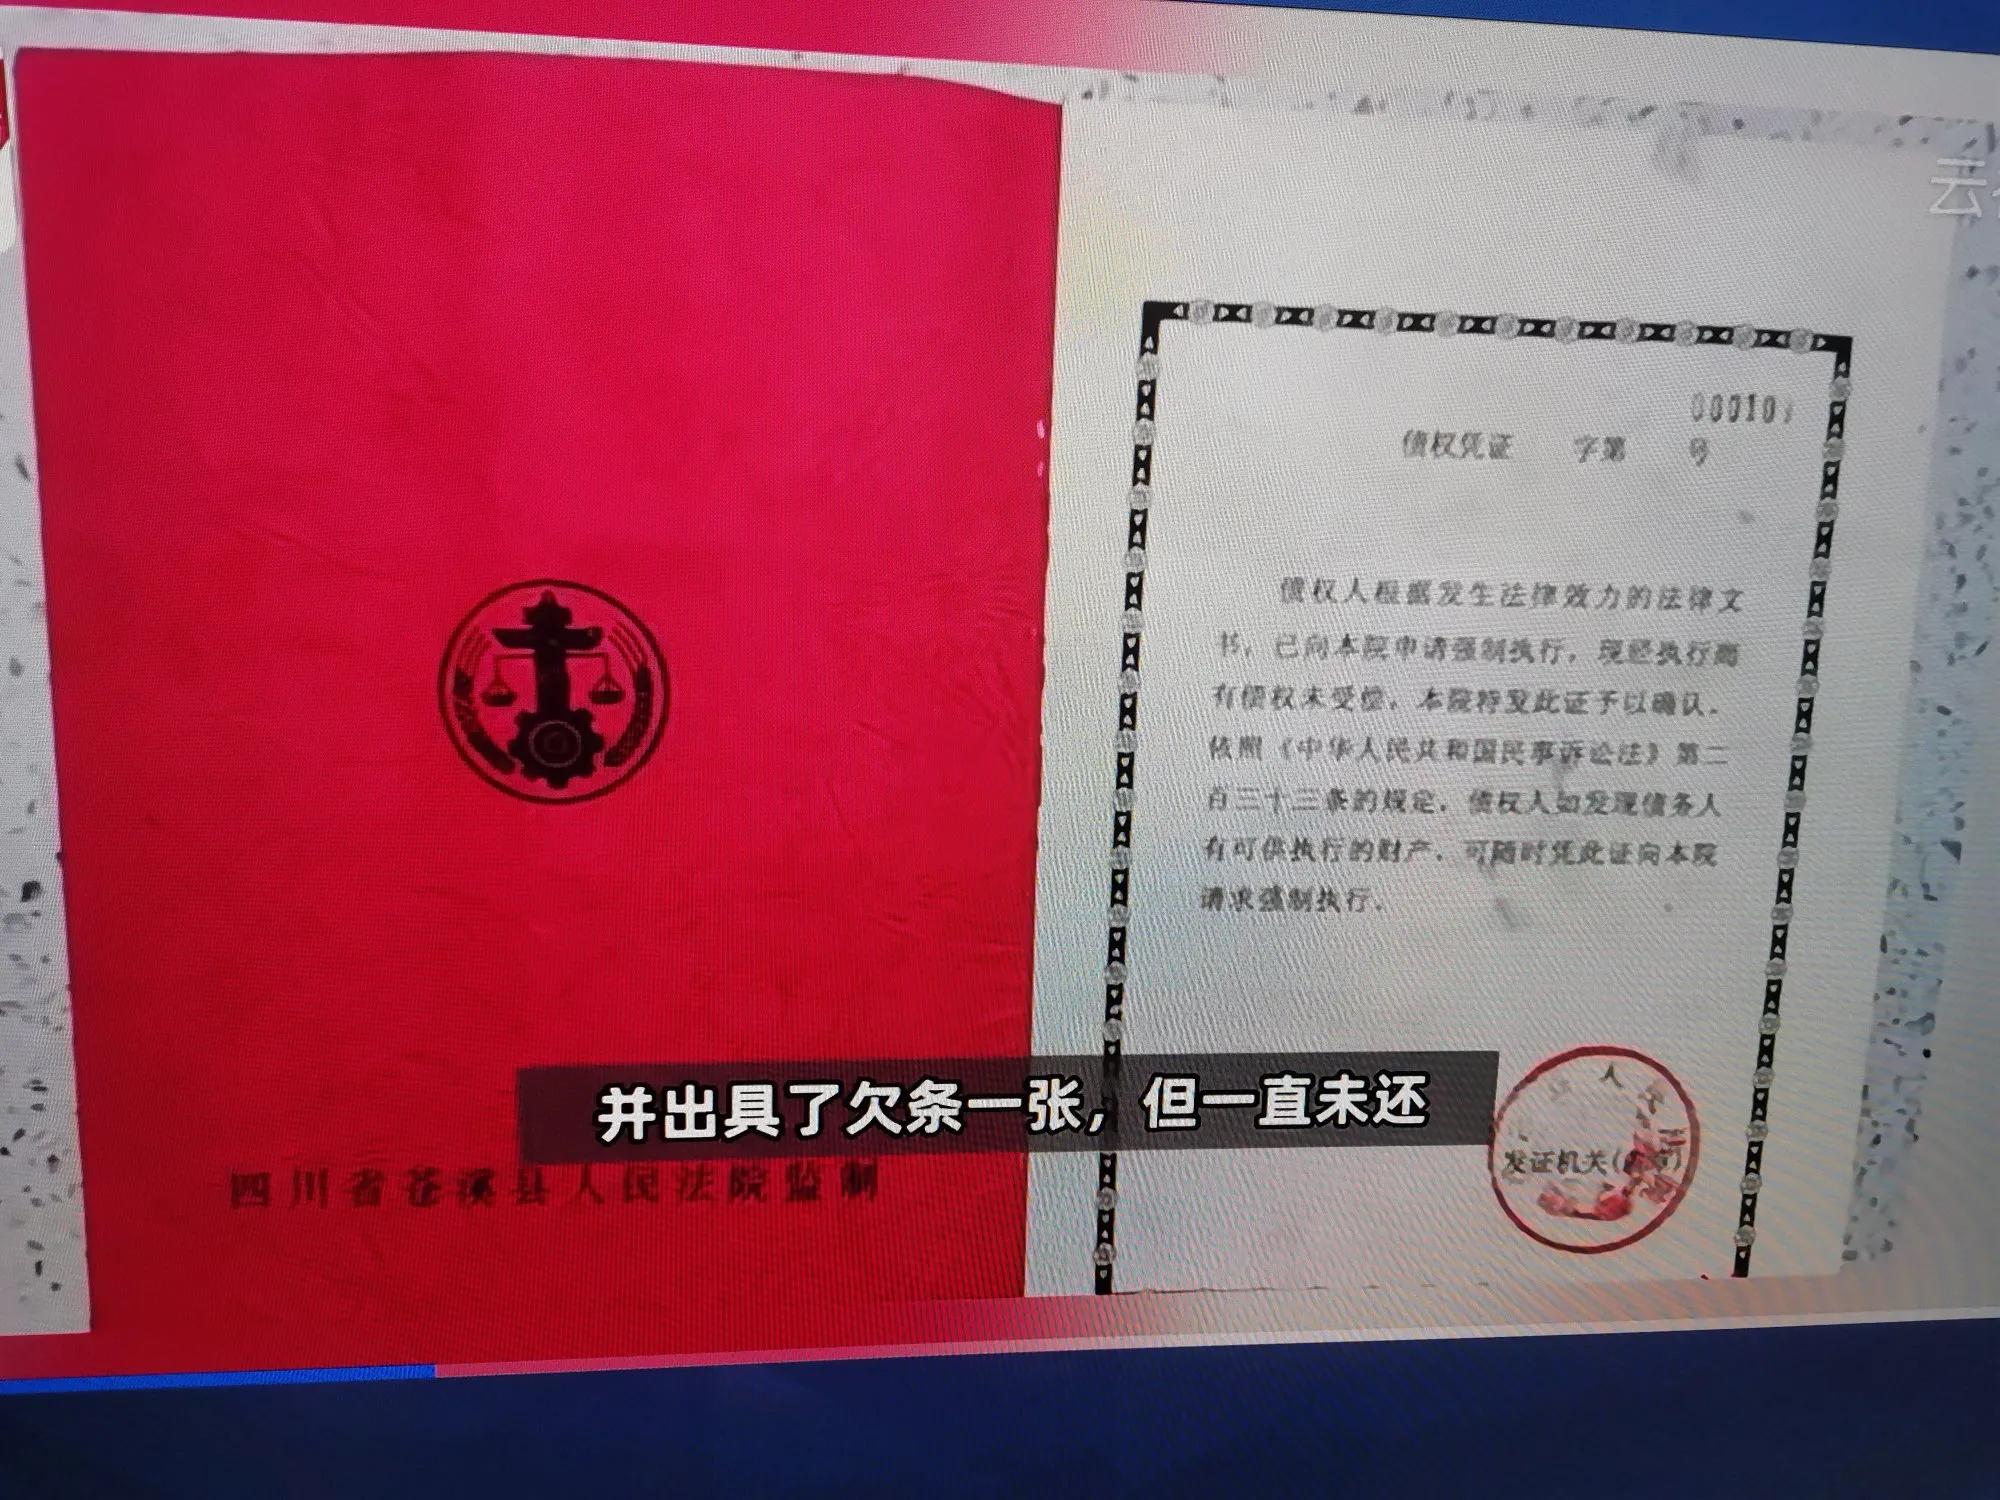 云
00010
债权凭证 字第 号
债权人根据发生法律效力的法律文
书，已向本院申请强制执行，现经执行尚
有债权未受偿，本院特发此证予以确认。
依照《中华人民共和国民事诉讼法》第二
百三十三条的规定，债权人如发现债务人
有可供执行的财产，可随时凭此证向本院
请求强制执行。
并出具了欠条一张，但一直未还
发证机关(
人
四川省苍溪县人民法院监制